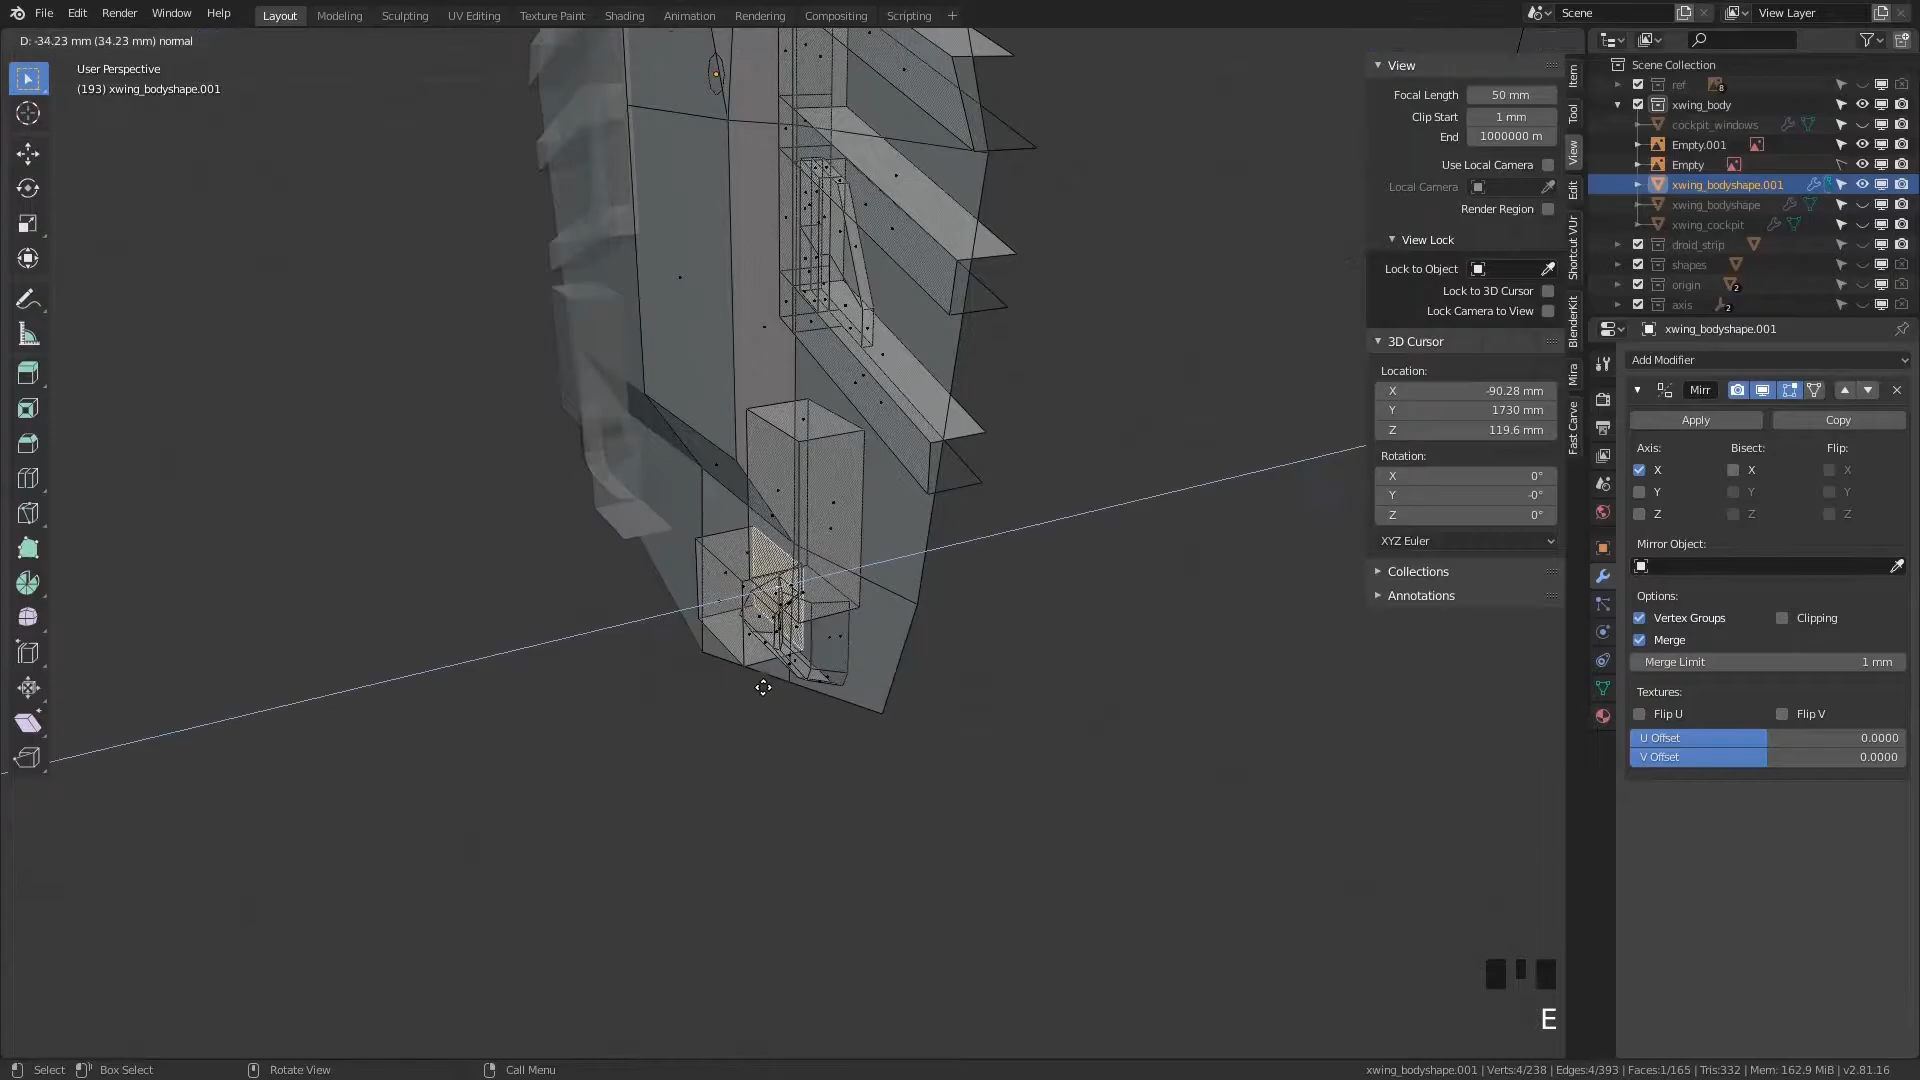 File Edit Render Window Help Layout Modeling Sculpting UV Editing Texture Paint Shading Animation Rendering Compositing Scripting + Scene View Layer
D: -34.23 mm (34.23 mm) normal
User Perspective
(193) xwing_bodyshape.001
View
Focal Length 50 mm
Clip Start 1 mm
End 1000000 m
Use Local Camera
Local Camera
Render Region
View Lock
Lock to Object
Lock to 3D Cursor
Lock Camera to View
3D Cursor
Location:
X -90.28 mm
Y 1730 mm
Z 119.6 mm
Rotation:
X 0°
Y -0°
Z 0°
XYZ Euler
Collections
Annotations
Item
Tool
View
Edit
Shortcut VUr
BlenderKit
Mira
Fast Carve
Scene Collection
ref 8
xwing_body
cockpit_windows
Empty.001
Empty
xwing_bodyshape.001
xwing_bodyshape
xwing_cockpit
droid_strip
shapes
origin 2
axis 2
xwing_bodyshape.001
Add Modifier
Mirr
Apply Copy
Axis: Bisect: Flip:
X X X
Y Y Y
Z Z Z
Mirror Object:
Options:
Vertex Groups Clipping
Merge
Merge Limit 1 mm
Textures:
Flip U Flip V
U Offset 0.0000
V Offset 0.0000
E
Select Box Select Rotate View Call Menu xwing_bodyshape.001 | Verts:4/238 | Edges:4/393 | Faces:1/165 | Tris:332 | Mem: 162.9 MiB | v2.81.16